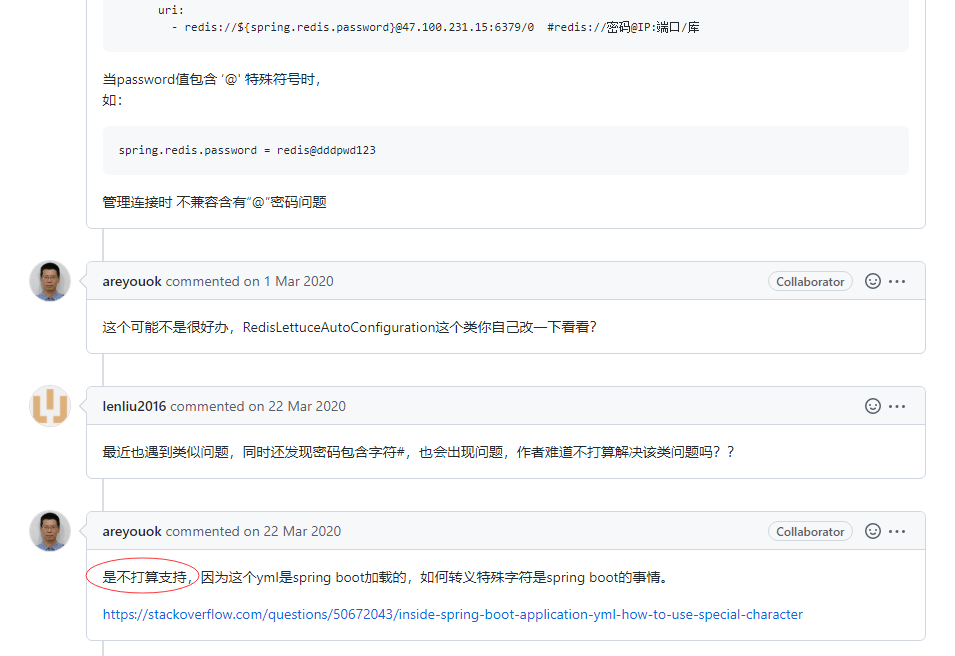 uri:
- redis://${spring.redis.password}@47.100.231.15:6379/0  #redis://密码@IP:端口/库
当password值包含 '@' 特殊符号时，
如：
spring.redis.password = redis@dddpwd123
管理连接时 不兼容含有“@”密码问题
areyouok commented on 1 Mar 2020
Collaborator
这个可能不是很好办，RedisLettuceAutoConfiguration这个类你自己改一下看看？
lenliu2016 commented on 22 Mar 2020
最近也遇到类似问题，同时还发现密码包含字符#，也会出现问题，作者难道不打算解决该类问题吗？？
areyouok commented on 22 Mar 2020
Collaborator
是不打算支持，因为这个yml是spring boot加载的，如何转义特殊字符是spring boot的事情。
https://stackoverflow.com/questions/50672043/inside-spring-boot-application-yml-how-to-use-special-character